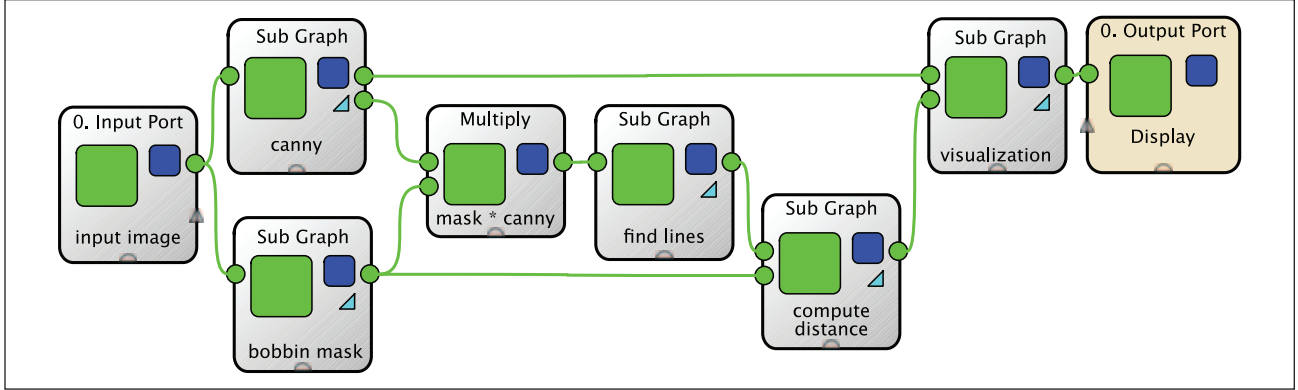 0. Input Port
input image
Sub Graph
canny
Sub Graph
bobbin mask
Multiply
mask * canny
Sub Graph
find lines
Sub Graph
compute
distance
Sub Graph
visualization
0. Output Port
Display